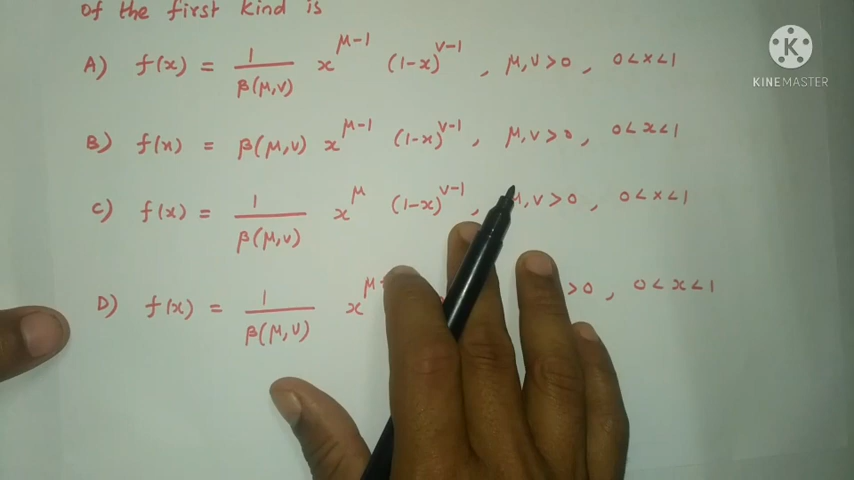 of the first kind is
A) f(x) = 1/β(μ,ν) x^{μ-1} (1-x)^{ν-1} , μ,ν>0 , 0<x<1
B) f(x) = β(μ,ν) x^{μ-1} (1-x)^{ν-1} , μ,ν>0 , 0<x<1
C) f(x) = 1/β(μ,ν) x^{μ} (1-x)^{ν-1} , μ,ν>0 , 0<x<1
D) f(x) = 1/β(μ,ν) x^{μ- >0 , 0<x<1
K
KINEMASTER